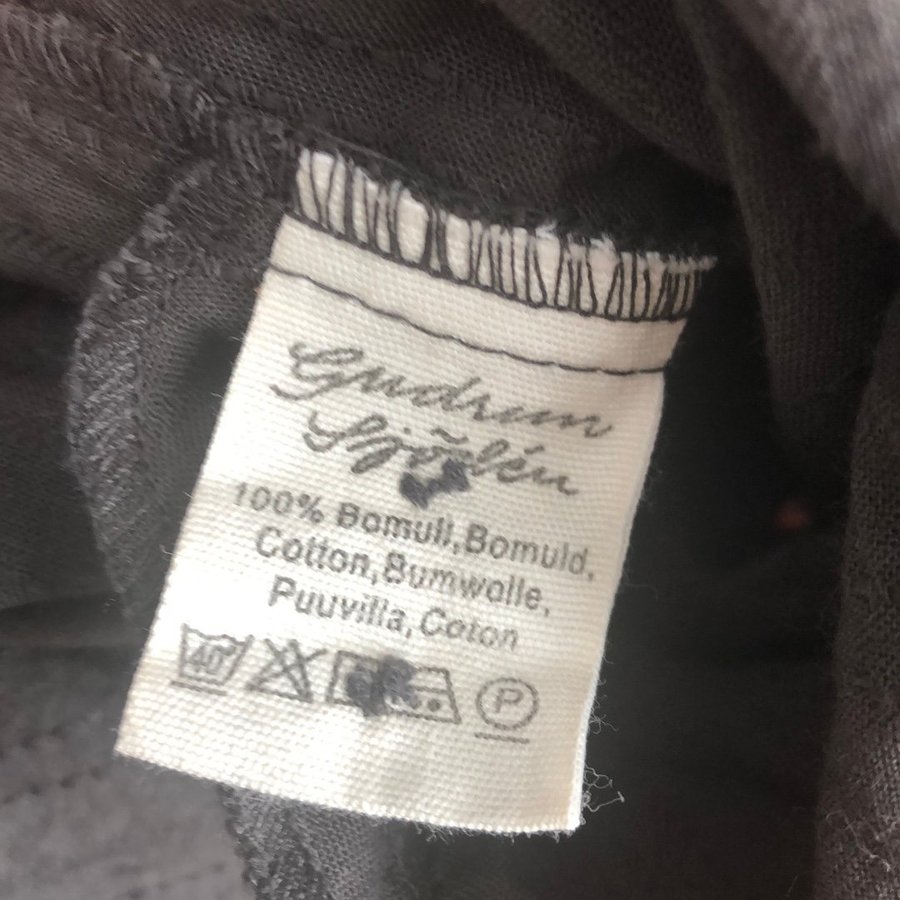 Gudrun
Sjödén
100% Bomull, Bomuld,
Cotton, Bumwolle,
Puuvilla, Coton
40° P